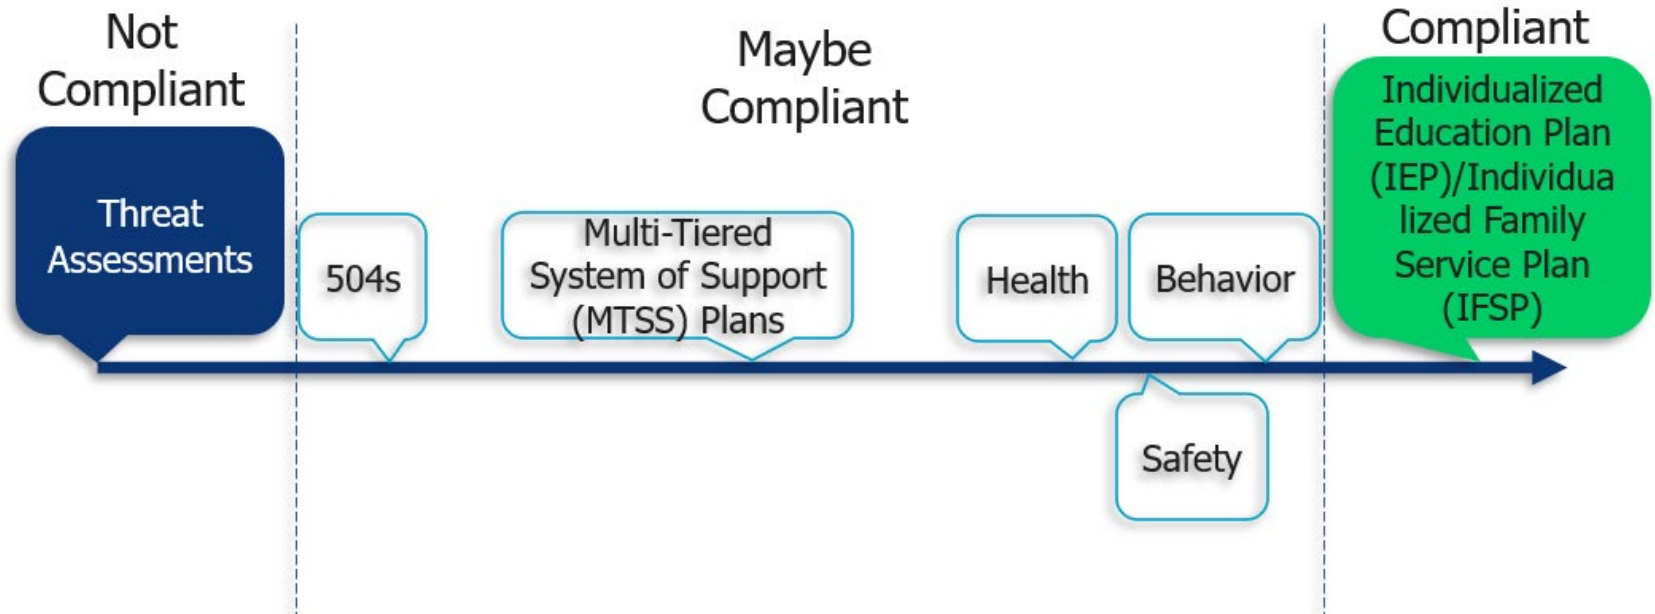 Not
Compliant
Maybe
Compliant
Compliant
Threat
Assessments
504s
Multi-Tiered
System of Support
(MTSS) Plans
Health
Behavior
Safety
Individualized
Education Plan
(IEP)/Individua
lized Family
Service Plan
(IFSP)